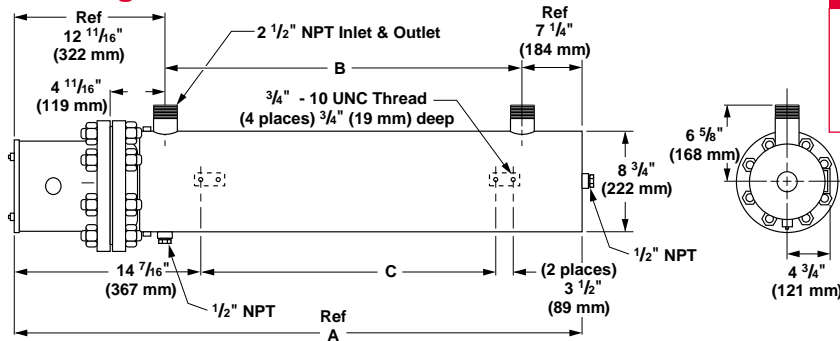 Ref
12 11/16"
(322 mm)
2 1/2" NPT Inlet & Outlet
Ref
7 1/4"
(184 mm)
4 11/16"
(119 mm)
B
3/4" - 10 UNC Thread
(4 places) 3/4" (19 mm) deep
6 5/8"
(168 mm)
8 3/4"
(222 mm)
1/2" NPT
14 7/16"
(367 mm)
C
(2 places)
3 1/2"
(89 mm)
4 3/4"
(121 mm)
1/2" NPT
Ref
A